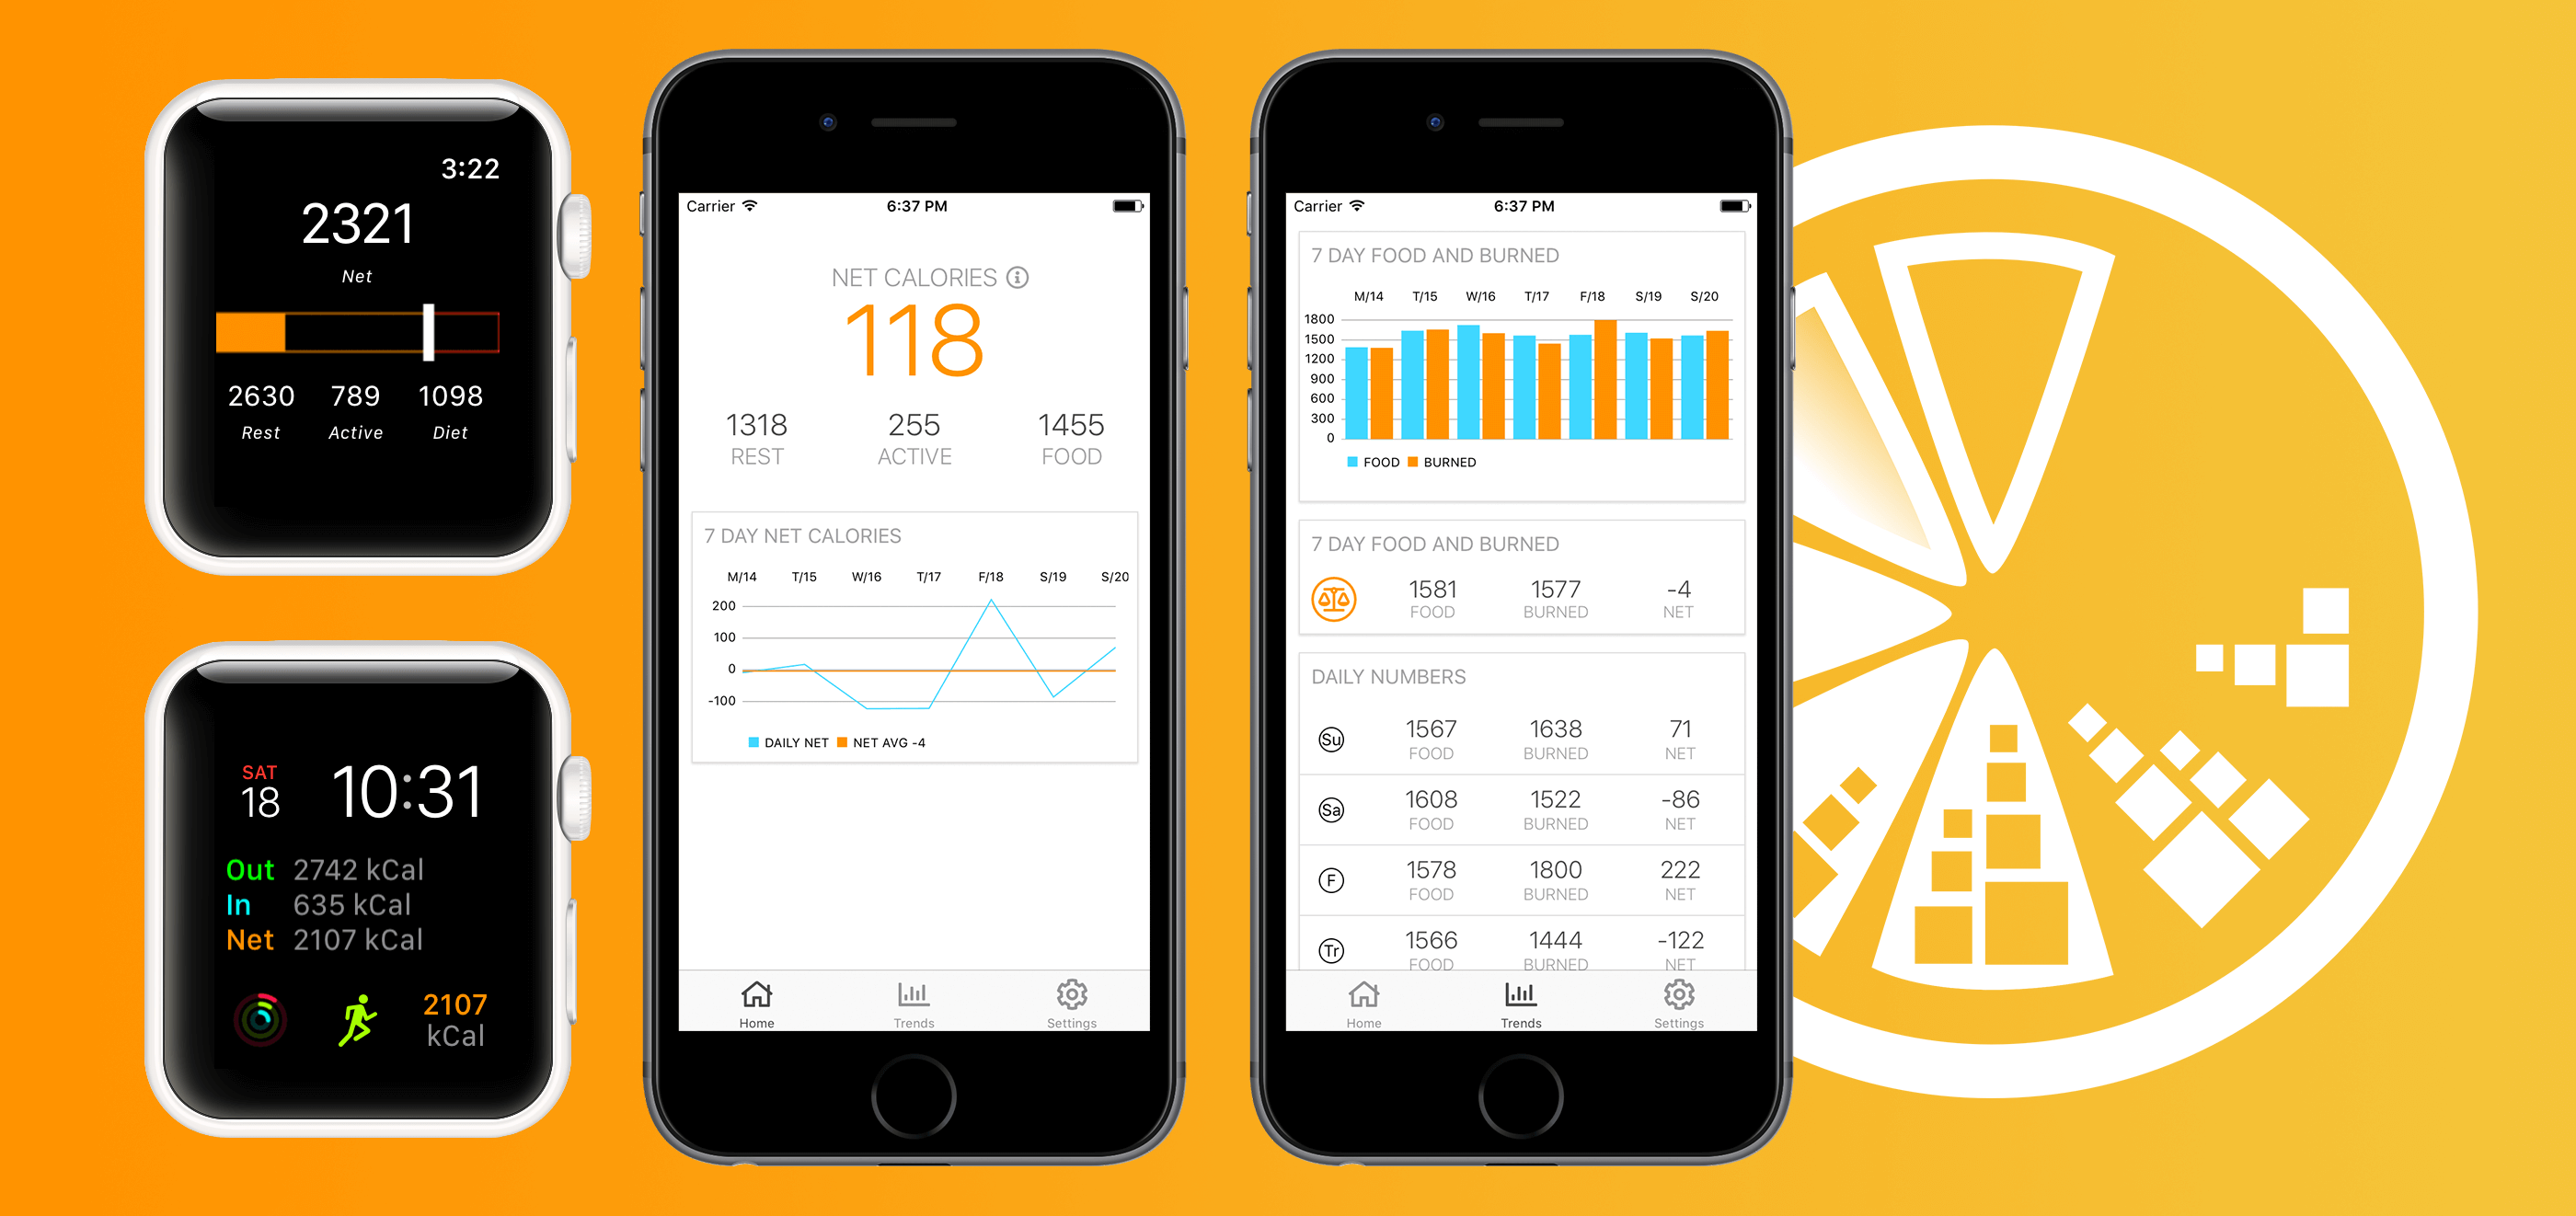 3:22
2321
Net
2630 789 1098
Rest Active Diet
SAT
18
10:31
Out 2742 kCal
In 635 kCal
Net 2107 kCal
2107
kCal
Carrier 6:37 PM
NET CALORIES
118
1318 255 1455
REST ACTIVE FOOD
7 DAY NET CALORIES
M/14 T/15 W/16 T/17 F/18 S/19 S/20
200
100
0
-100
DAILY NET NET AVG -4
Home Trends Settings
Carrier 6:37 PM
7 DAY FOOD AND BURNED
M/14 T/15 W/16 T/17 F/18 S/19 S/20
1800
1500
1200
900
600
300
0
FOOD BURNED
7 DAY FOOD AND BURNED
1581 1577 -4
FOOD BURNED NET
DAILY NUMBERS
Su 1567 1638 71
FOOD BURNED NET
Sa 1608 1522 -86
FOOD BURNED NET
F 1578 1800 222
FOOD BURNED NET
Tr 1566 1444 -122
FOOD BURNED NET
Home Trends Settings